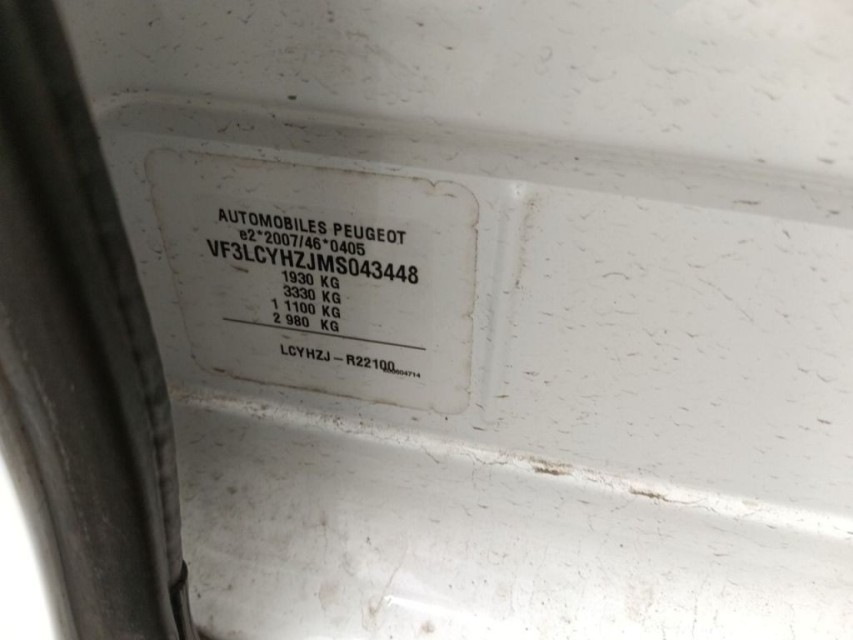 AUTOMOBILES PEUGEOT
e2*2007/46*0405
VF3LCYHZJMS043448
1930 KG
3330 KG
1 1100 KG
2 980 KG
LCYHZJ-R22100